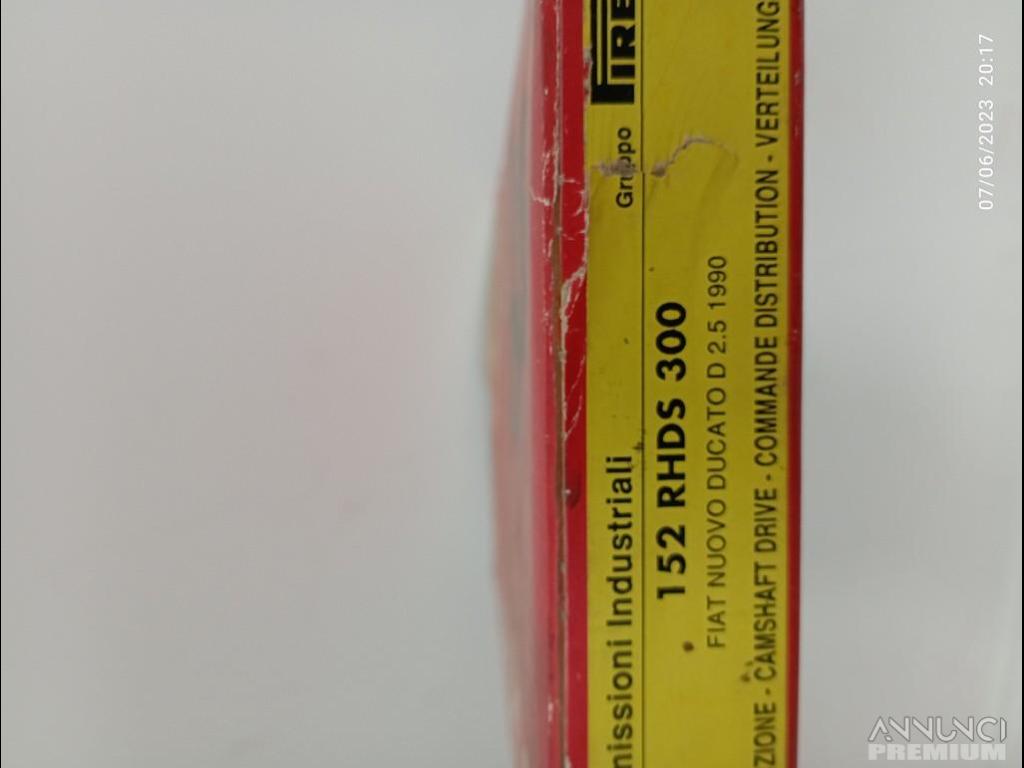 nissioni Industriali Gruppo PIRE
152 RHDS 300
FIAT NUOVO DUCATO D 2.5 1990
ZIONE - CAMSHAFT DRIVE - COMMANDE DISTRIBUTION - VERTEILUNG
07/06/2023 20:17
ANNUNCI
PREMIUM